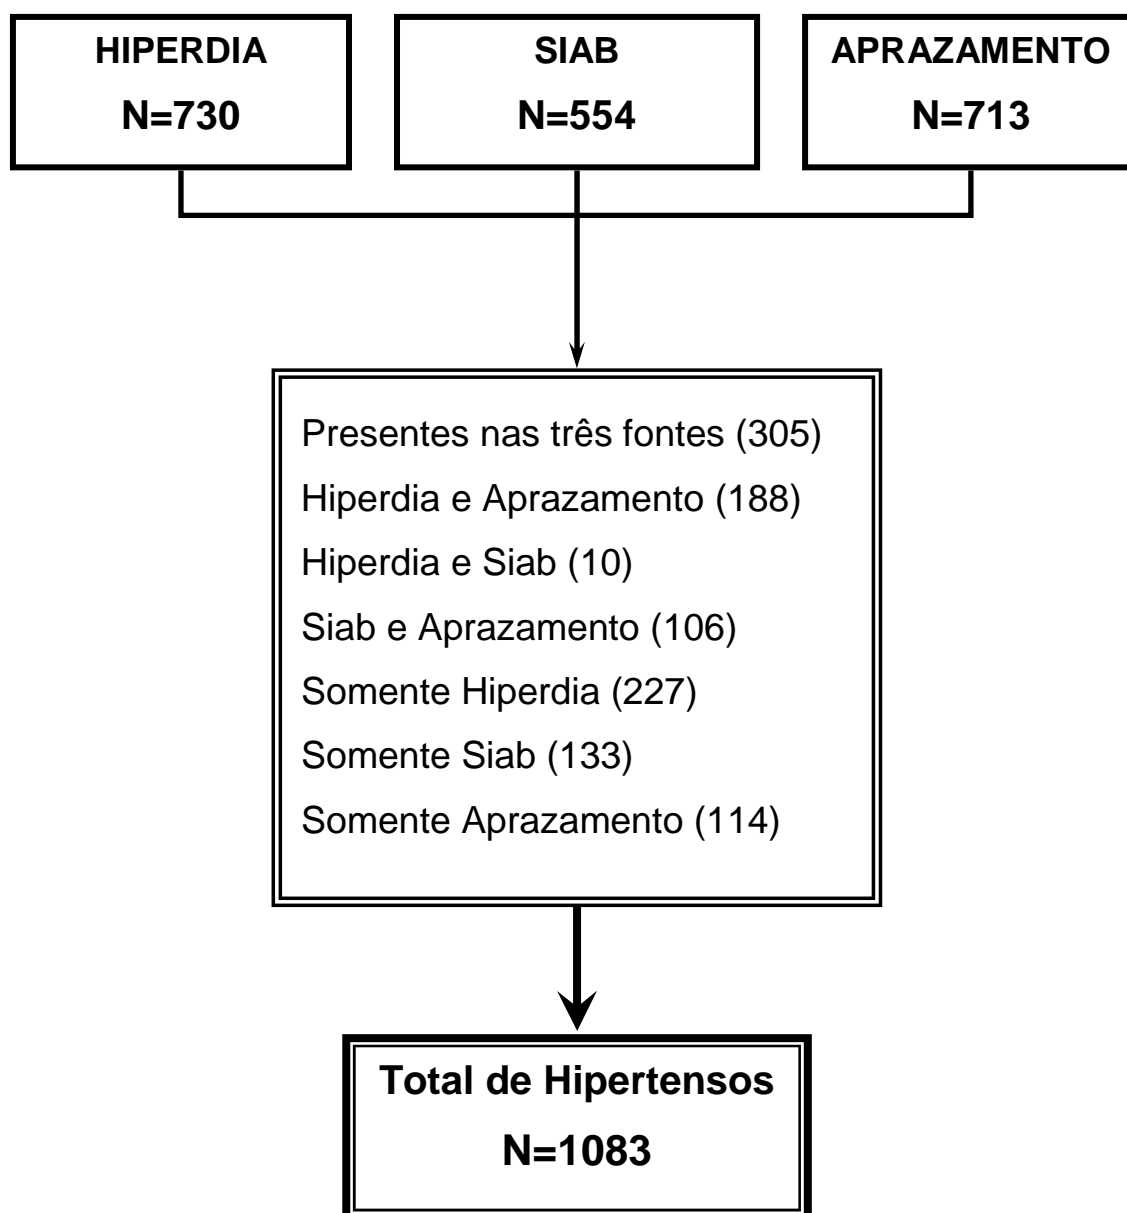 HIPERDIA
N=730
SIAB
N=554
APRAZAMENTO
N=713
Presentes nas três fontes (305)
Hiperdia e Aprazamento (188)
Hiperdia e Siab (10)
Siab e Aprazamento (106)
Somente Hiperdia (227)
Somente Siab (133)
Somente Aprazamento (114)
Total de Hipertensos
N=1083